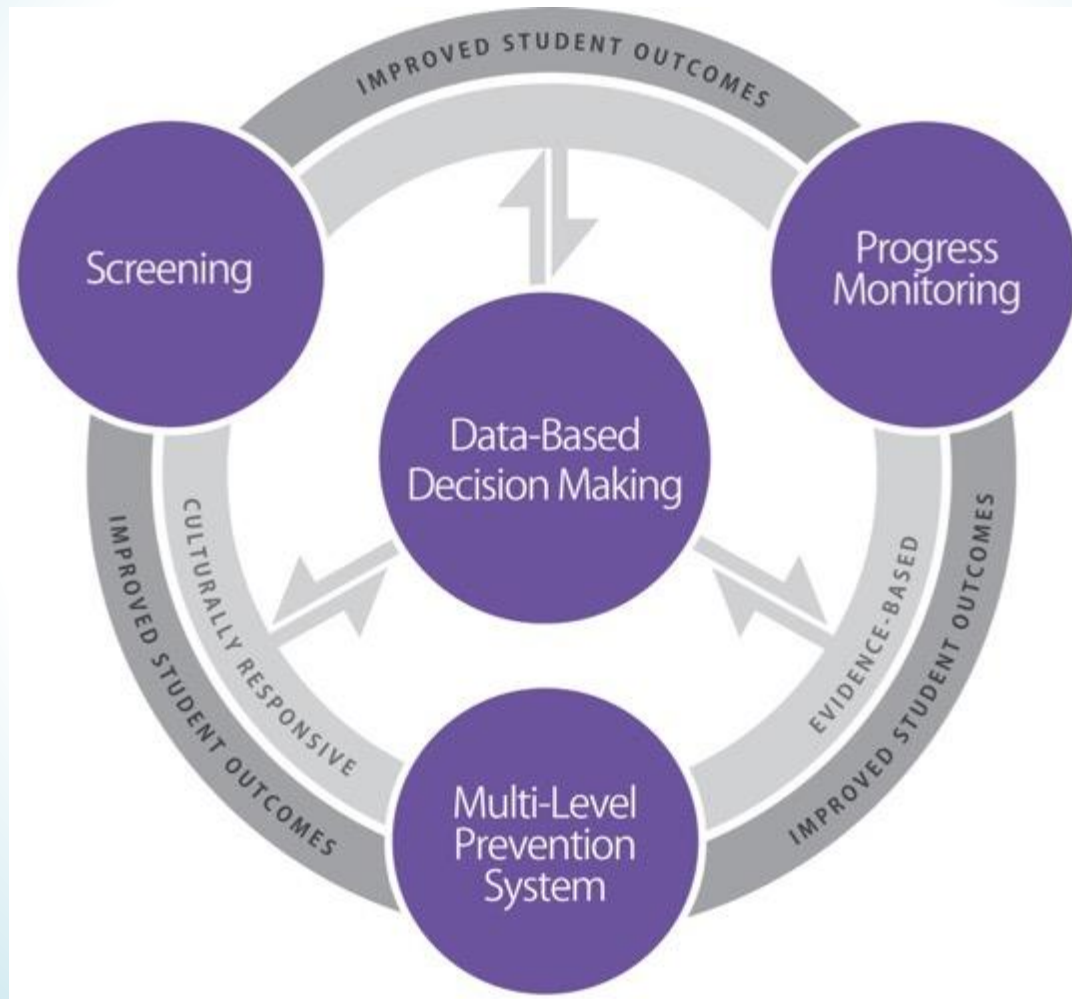 IMPROVED STUDENT OUTCOMES
Screening
Progress
Monitoring
Data-Based
Decision Making
CULTURALLY RESPONSIVE
IMPROVED STUDENT OUTCOMES
EVIDENCE-BASED
IMPROVED STUDENT OUTCOMES
Multi-Level
Prevention
System